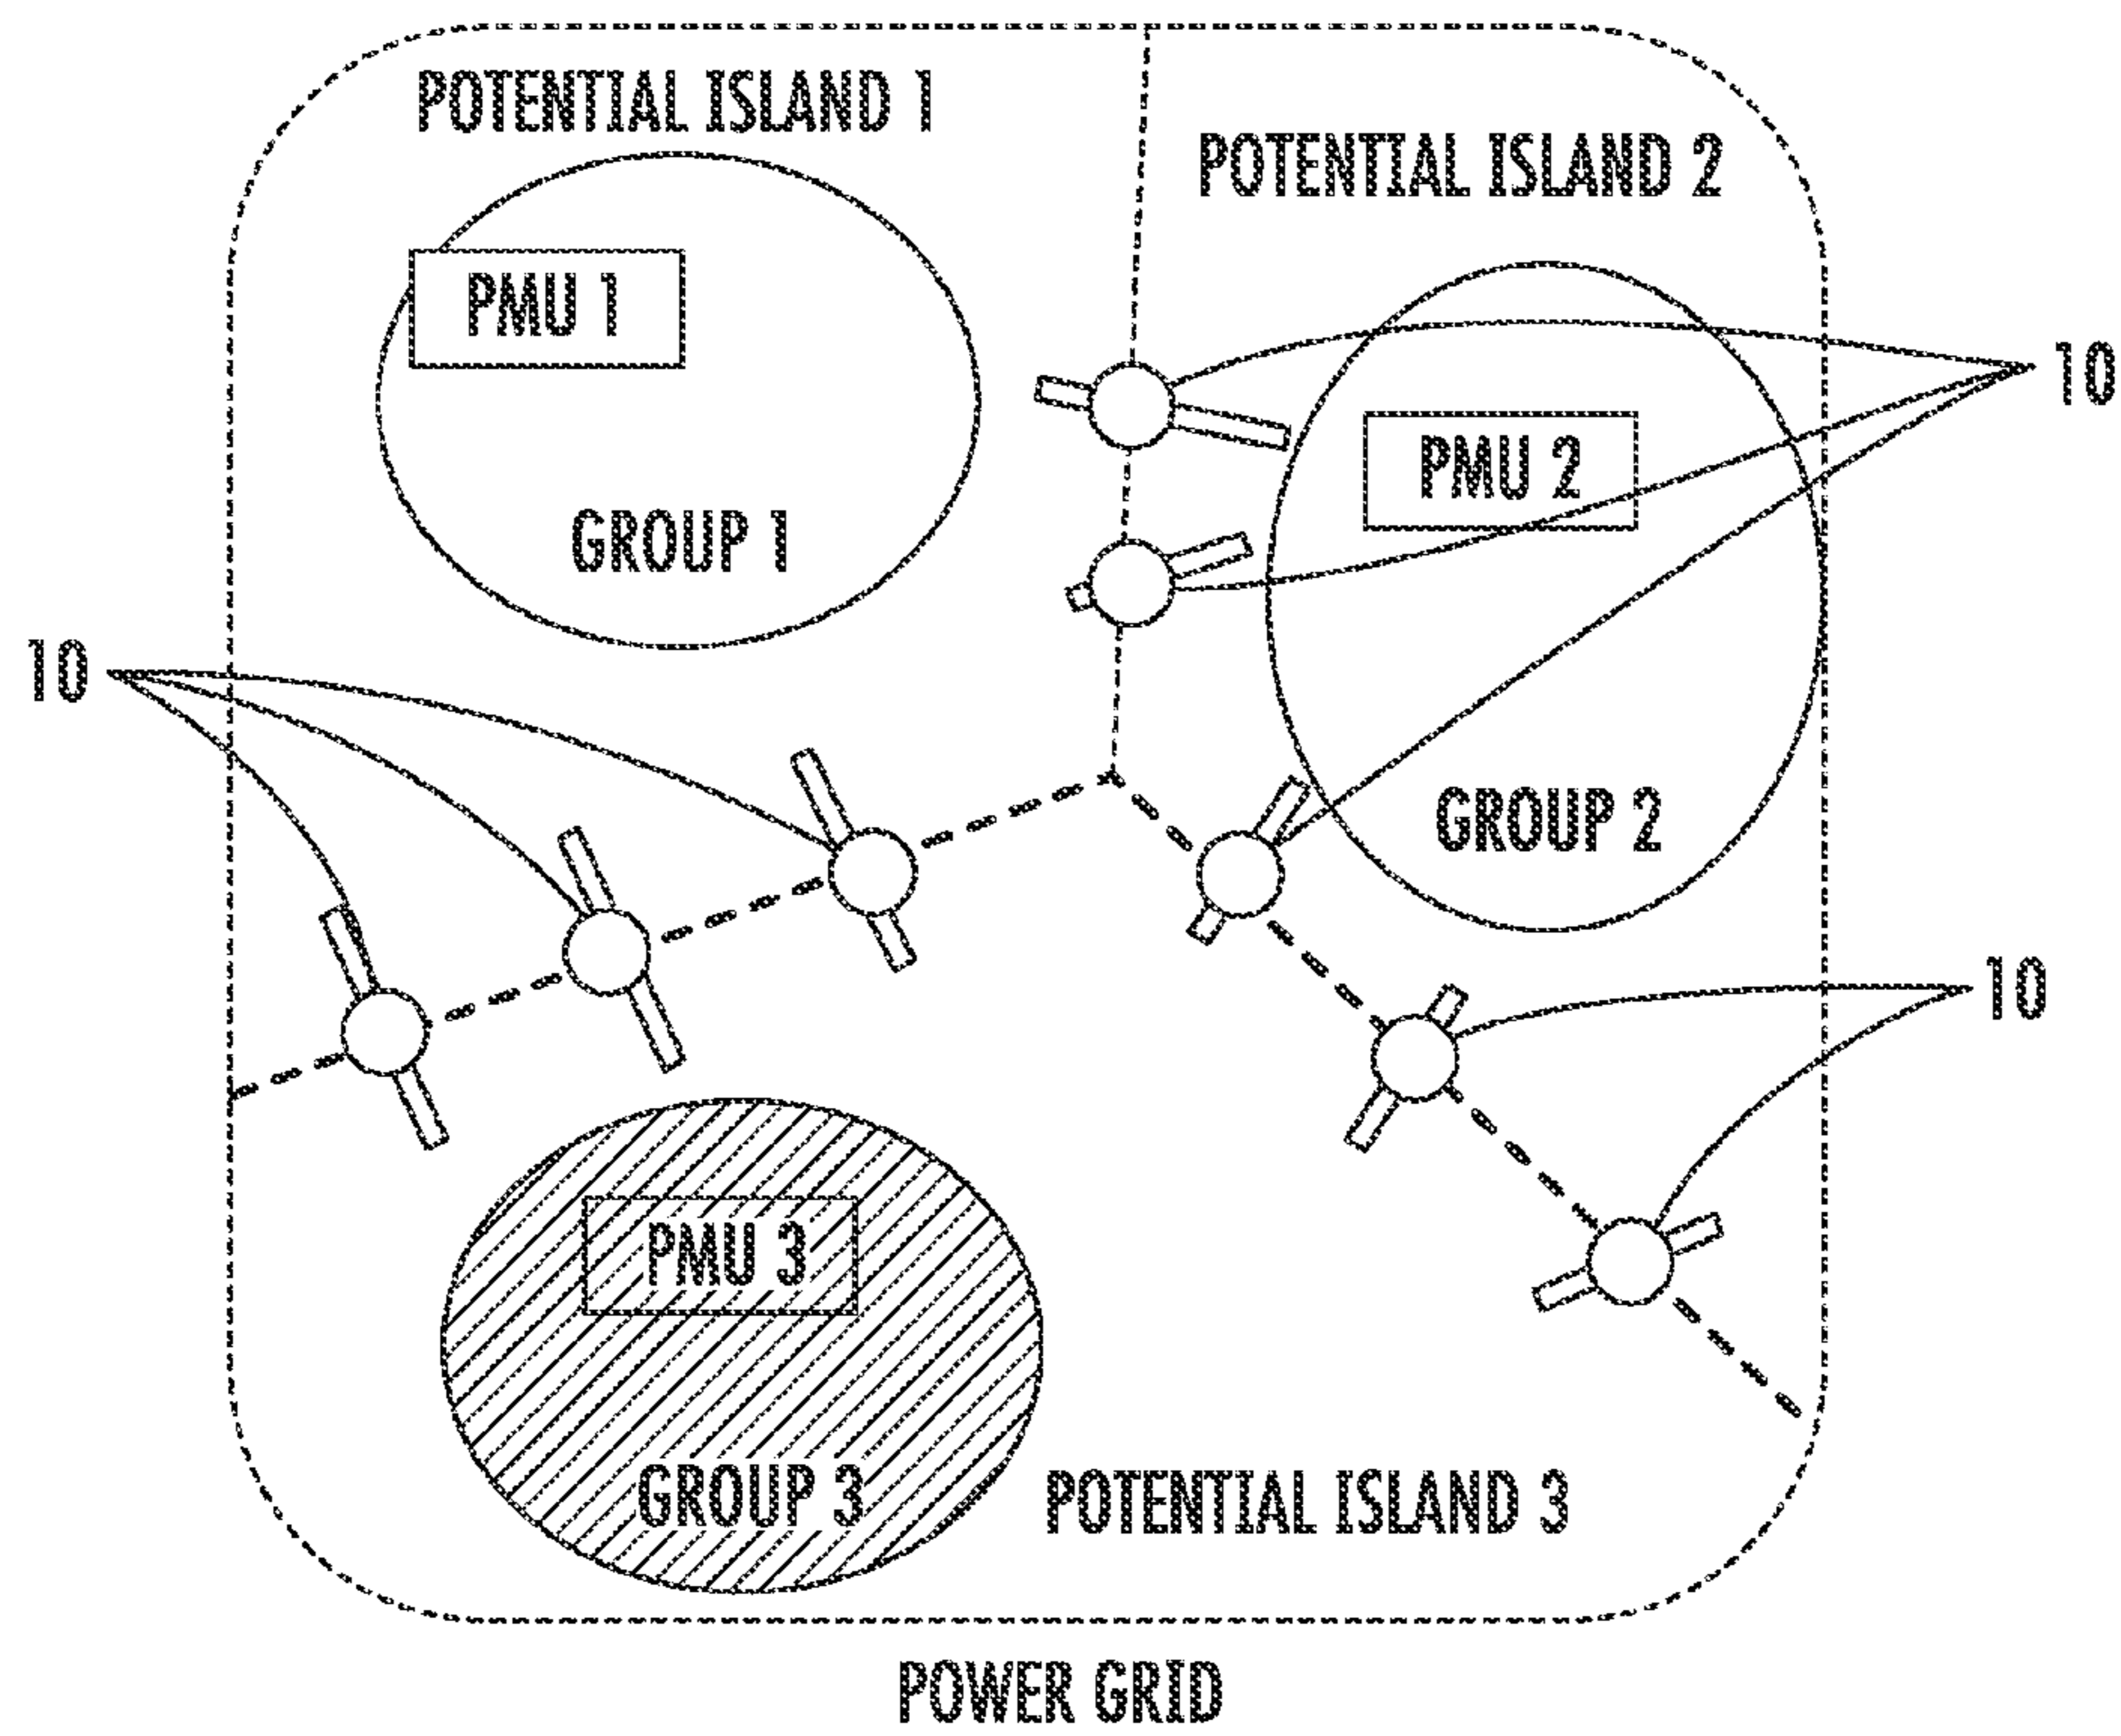 POTENTIAL ISLAND 1
POTENTIAL ISLAND 2
PMU 1
10
PMU 2
GROUP 1
10
GROUP 2
10
PMU 3
GROUP 3
POTENTIAL ISLAND 3
POWER GRID